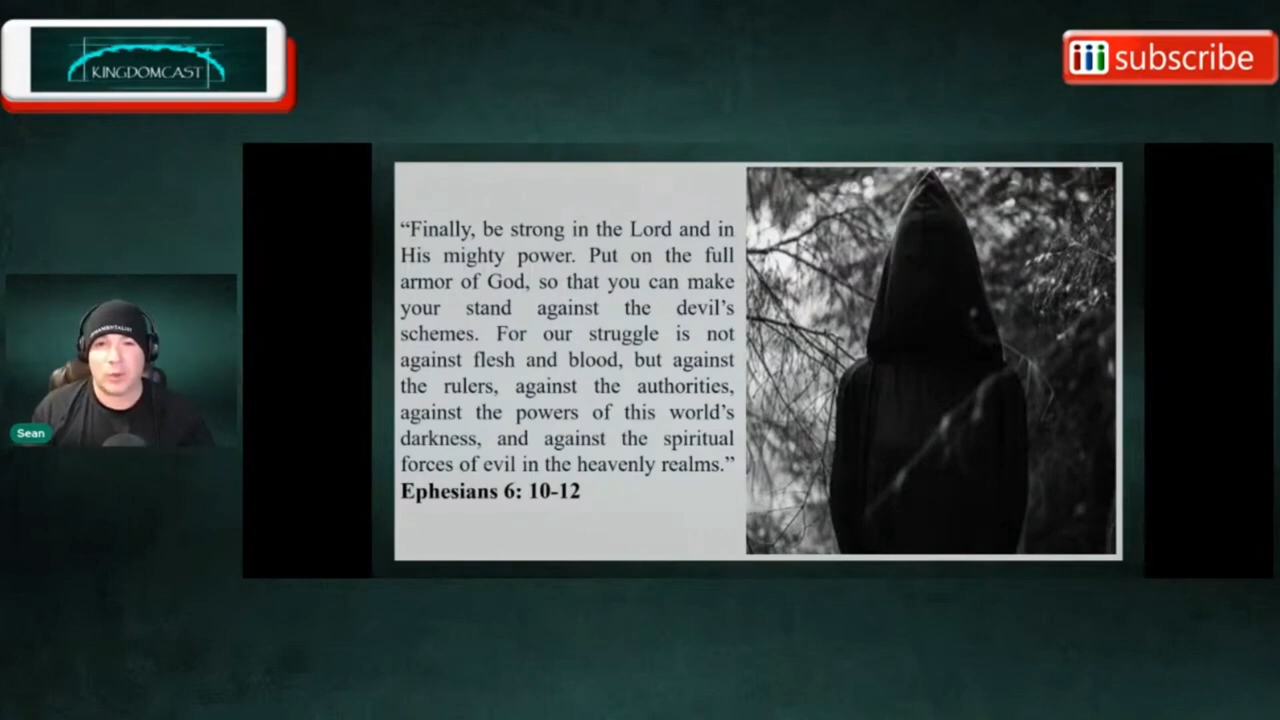 KINGDOMCAST
subscribe
“Finally, be strong in the Lord and in
His mighty power. Put on the full
armor of God, so that you can make
your stand against the devil’s
schemes. For our struggle is not
against flesh and blood, but against
the rulers, against the authorities,
against the powers of this world’s
darkness, and against the spiritual
forces of evil in the heavenly realms.”
Ephesians 6: 10-12
Sean